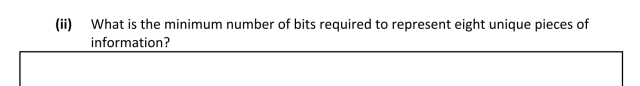 (ii) What is the minimum number of bits required to represent eight unique pieces of
information?